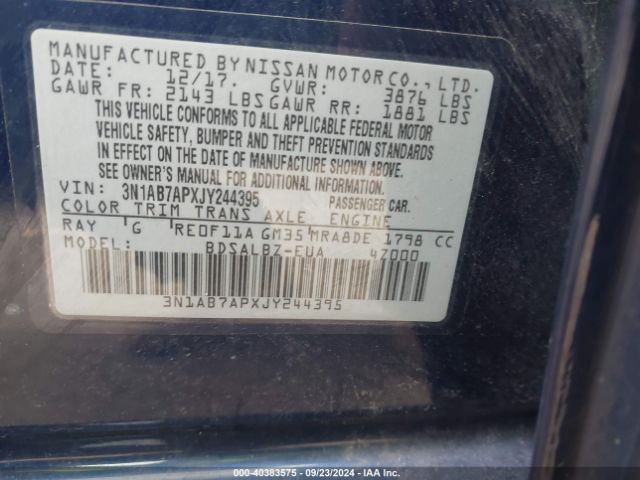 MANUFACTURED BY NISSAN MOTOR CO., LTD.
DATE: 12/17. GVWR: 3876 LBS
GAWR FR: 2143 LBS GAWR RR: 1881 LBS
THIS VEHICLE CONFORMS TO ALL APPLICABLE FEDERAL MOTOR
VEHICLE SAFETY, BUMPER AND THEFT PREVENTION STANDARDS
IN EFFECT ON THE DATE OF MANUFACTURE SHOWN ABOVE.
SEE OWNER'S MANUAL FOR ADDITIONAL INFORMATION.
VIN: 3N1AB7APXJY244395 PASSENGER CAR.
COLOR TRIM TRANS AXLE ENGINE
RAY G RE0F11A GM35 MRA8DE 1798 CC
BDSALBZ-EUA 4Z000
3N1AB7APXJY244395
000-40383575 - 09/23/2024 - IAA Inc.